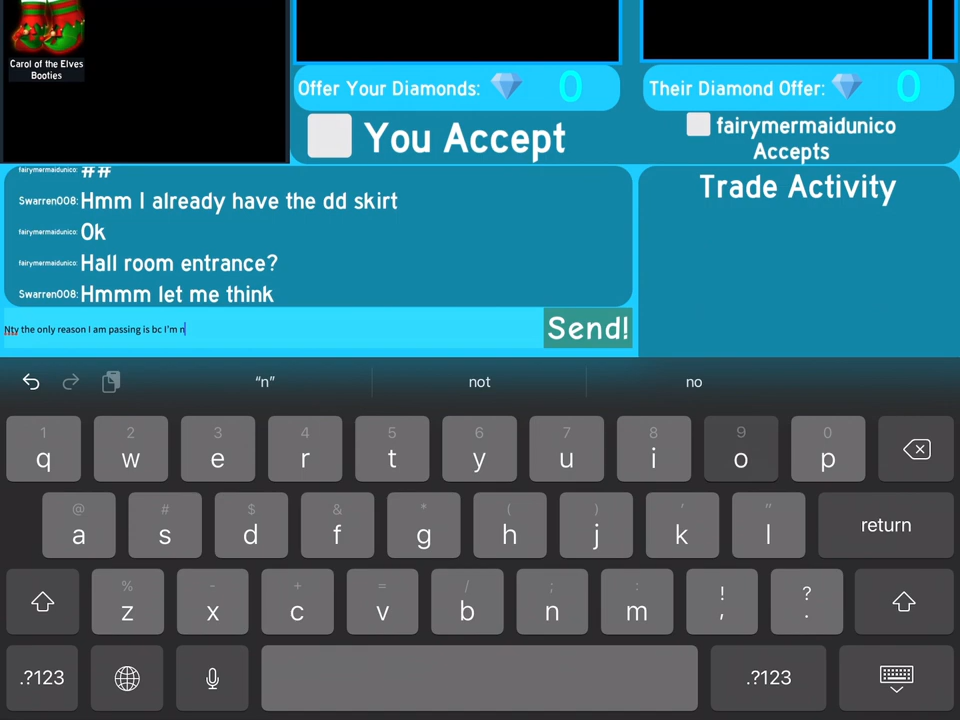 Carol of the Elves
Booties
Offer Your Diamonds: 0
Their Diamond Offer: 0
You Accept
fairymermaidunico
Accepts
fairymermaidunico: ##
Swarren008: Hmm I already have the dd skirt
fairymermaidunico: Ok
fairymermaidunico: Hall room entrance?
Swarren008: Hmmm let me think
Trade Activity
Nty the only reason I am passing is bc I'm n
Send!
“n” not no
1 2 3 4 5 6 7 8 9 0
q w e r t y u i o p
@ # $ & * ( ) ' "
a s d f g h j k l return
% - + = / ; : ! ?
z x c v b n m , .
.?123 .?123